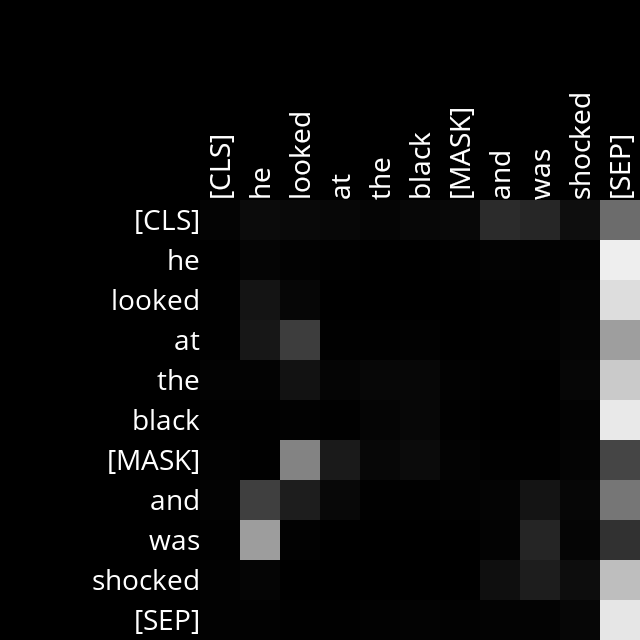 [CLS] he looked at the black [MASK] and was shocked [SEP]
[CLS]
he
looked
at
the
black
[MASK]
and
was
shocked
[SEP]